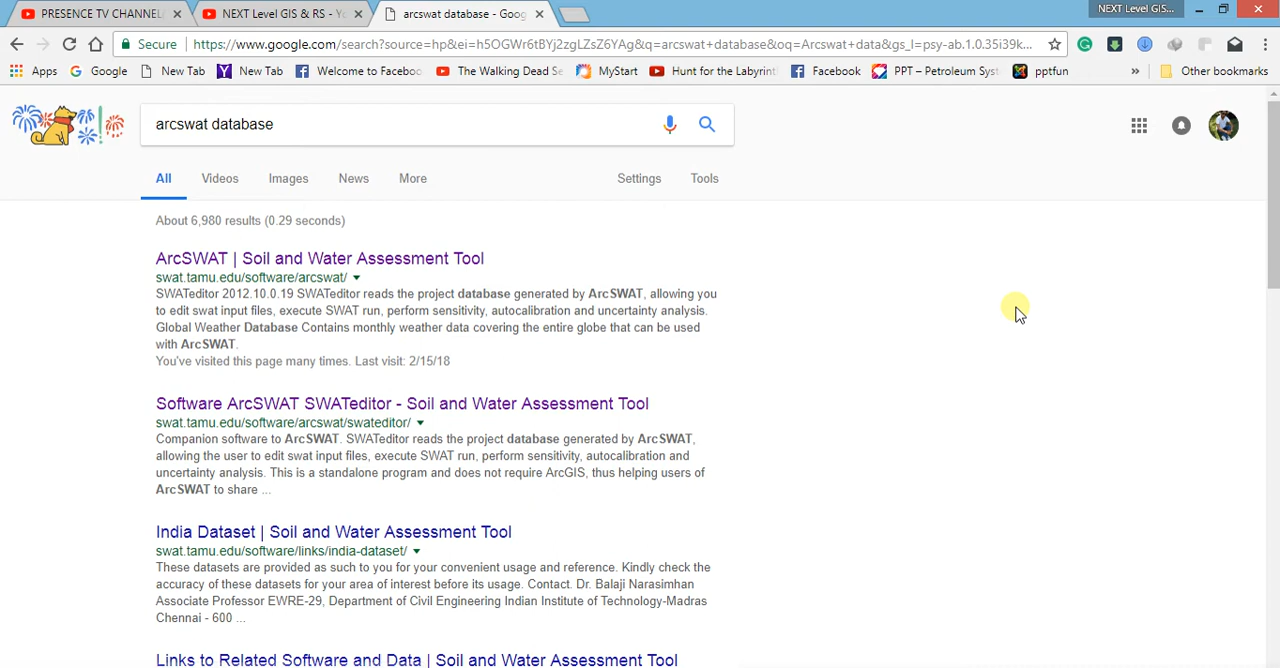 PRESENCE TV CHANNEL
NEXT Level GIS & RS - Yo
arcswat database - Goog
NEXT Level GIS...
Secure
https://www.google.com/search?source=hp&ei=h5OGWr6tBYj2zgLZsZ6YAg&q=arcswat+database&oq=Arcswat+data&gs_l=psy-ab.1.0.35i39k...
Apps
Google
New Tab
New Tab
Welcome to Faceboo
The Walking Dead Se
MyStart
Hunt for the Labyrint
Facebook
PPT – Petroleum Syst
pptfun
»
Other bookmarks
arcswat database
All
Videos
Images
News
More
Settings
Tools
About 6,980 results (0.29 seconds)
ArcSWAT | Soil and Water Assessment Tool
swat.tamu.edu/software/arcswat/
SWATeditor 2012.10.0.19 SWATeditor reads the project database generated by ArcSWAT, allowing you
to edit swat input files, execute SWAT run, perform sensitivity, autocalibration and uncertainty analysis.
Global Weather Database Contains monthly weather data covering the entire globe that can be used
with ArcSWAT.
You've visited this page many times. Last visit: 2/15/18
Software ArcSWAT SWATeditor - Soil and Water Assessment Tool
swat.tamu.edu/software/arcswat/swateditor/
Companion software to ArcSWAT. SWATeditor reads the project database generated by ArcSWAT,
allowing the user to edit swat input files, execute SWAT run, perform sensitivity, autocalibration and
uncertainty analysis. This is a standalone program and does not require ArcGIS, thus helping users of
ArcSWAT to share ...
India Dataset | Soil and Water Assessment Tool
swat.tamu.edu/software/links/india-dataset/
These datasets are provided as such to you for your convenient usage and reference. Kindly check the
accuracy of these datasets for your area of interest before its usage. Contact. Dr. Balaji Narasimhan
Associate Professor EWRE-29, Department of Civil Engineering Indian Institute of Technology-Madras
Chennai - 600 ...
Links to Related Software and Data | Soil and Water Assessment Tool